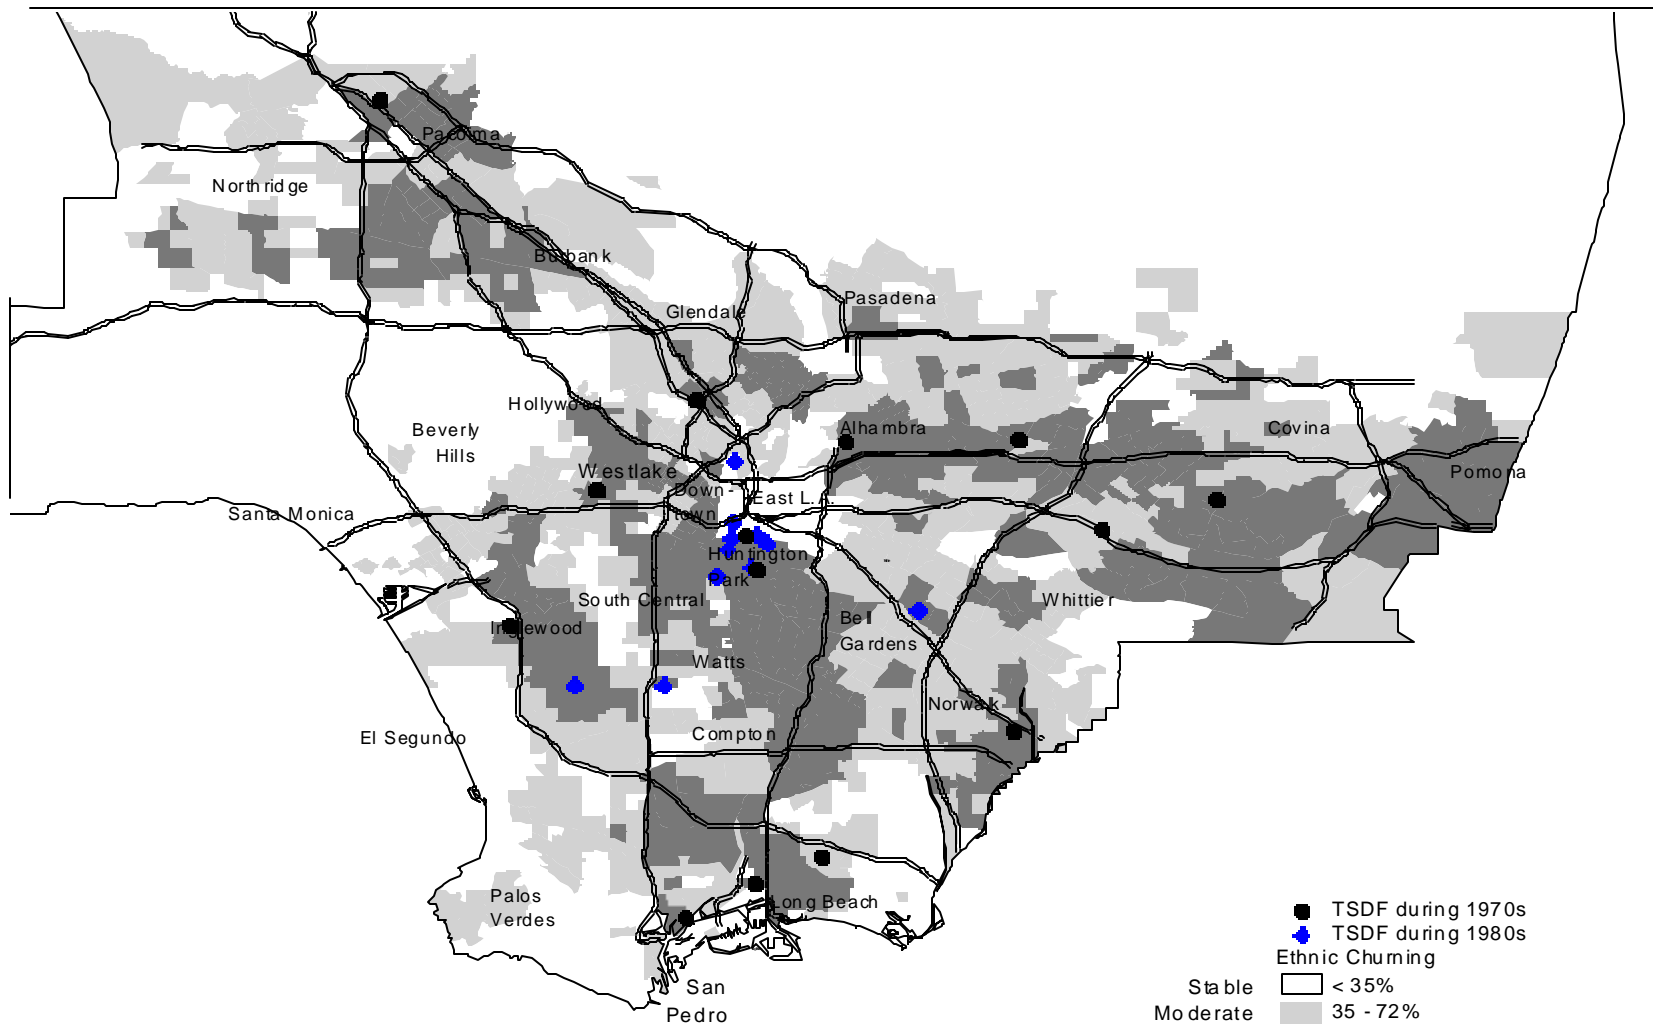 Pacoima
Northridge
Burbank
Glendale
Pasadena
Hollywood
Beverly
Hills
Alhambra
Covina
Westlake
Pomona
Down-
town
East L.A.
Santa Monica
Huntington
Park
South Central
Whittier
Inglewood
Bell
Gardens
Watts
Norwalk
El Segundo
Compton
Palos
Verdes
Long Beach
San
Pedro
TSDF during 1970s
TSDF during 1980s
Ethnic Churning
Stable < 35%
Moderate 35 - 72%